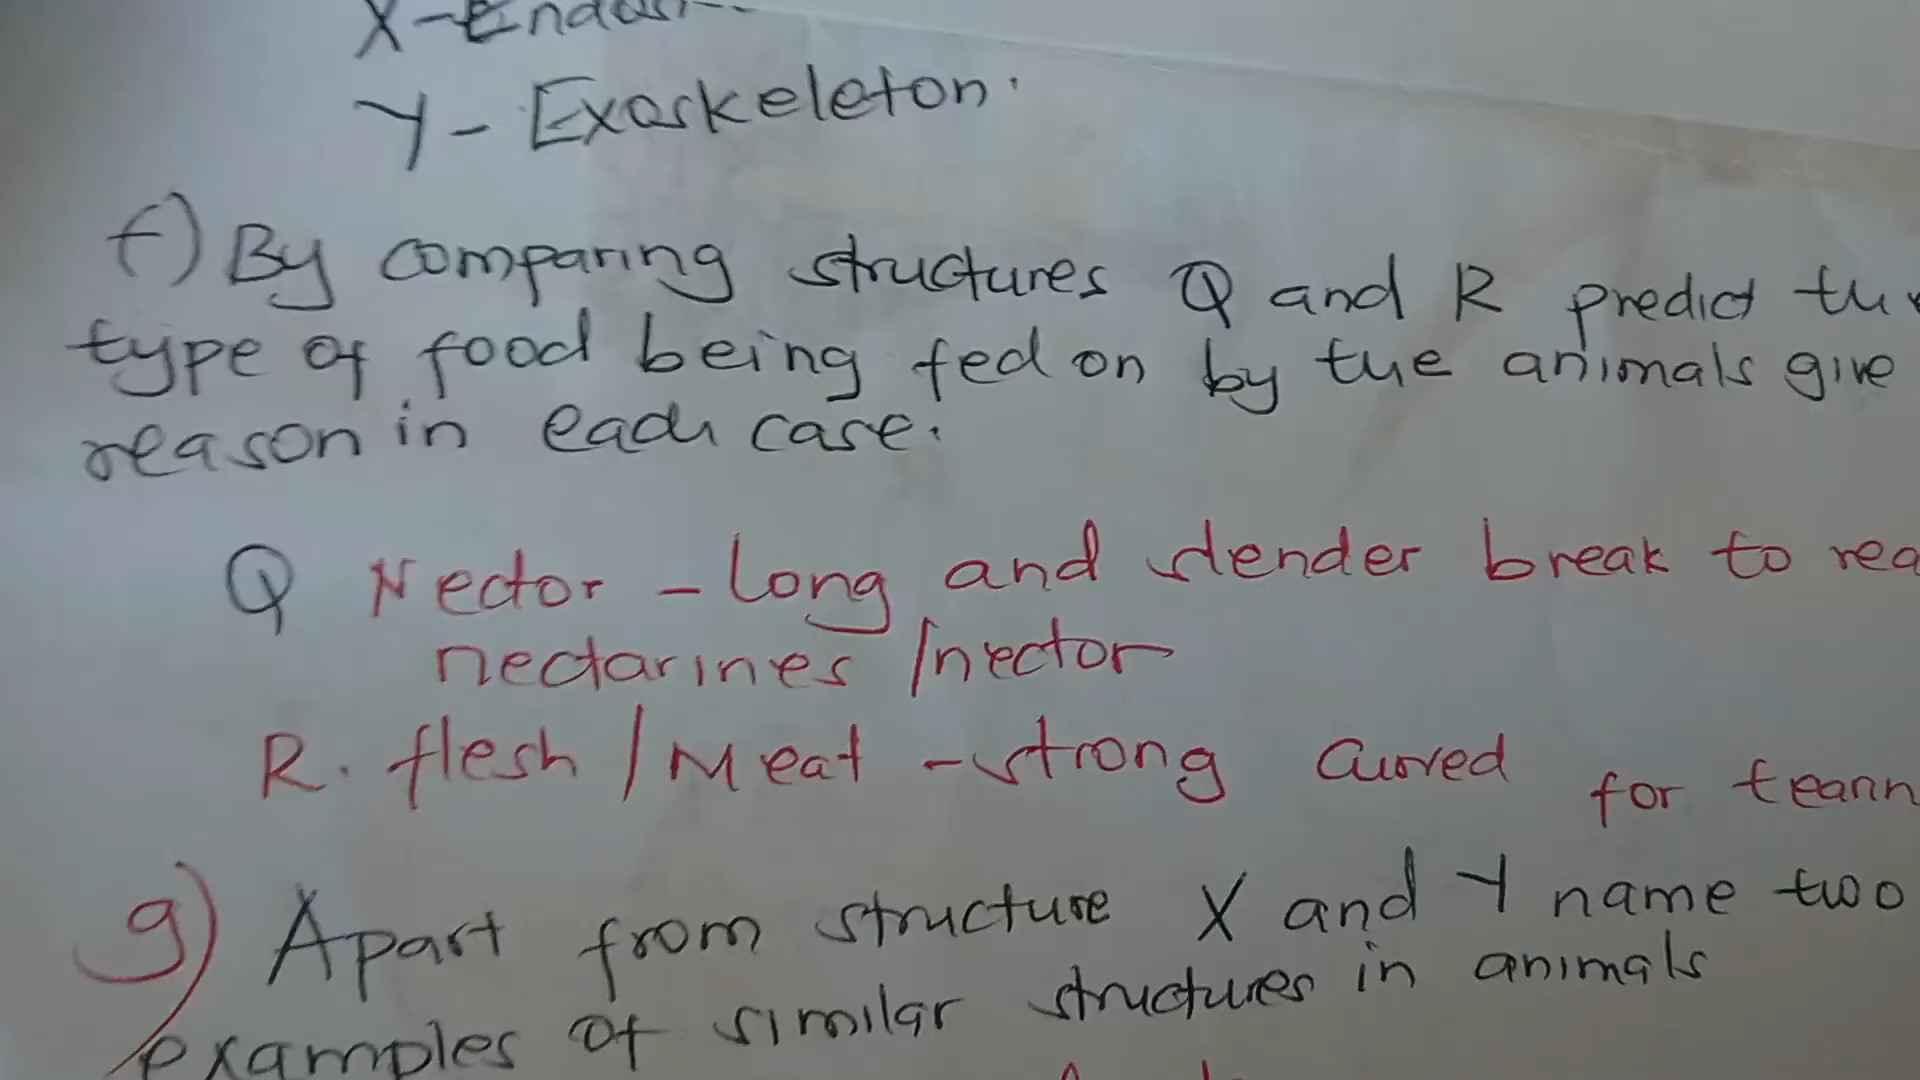 X-
Y- Exoskeleton.
f) By comparing structures Q and R predict the
type of food being fed on by the animals give
reason in each case.
Q Nector - long and slender break to rea
nectarines / nector
R. flesh / Meat - strong curved for tearin
g) Apart from structure X and Y name two
examples of similar structures in animals